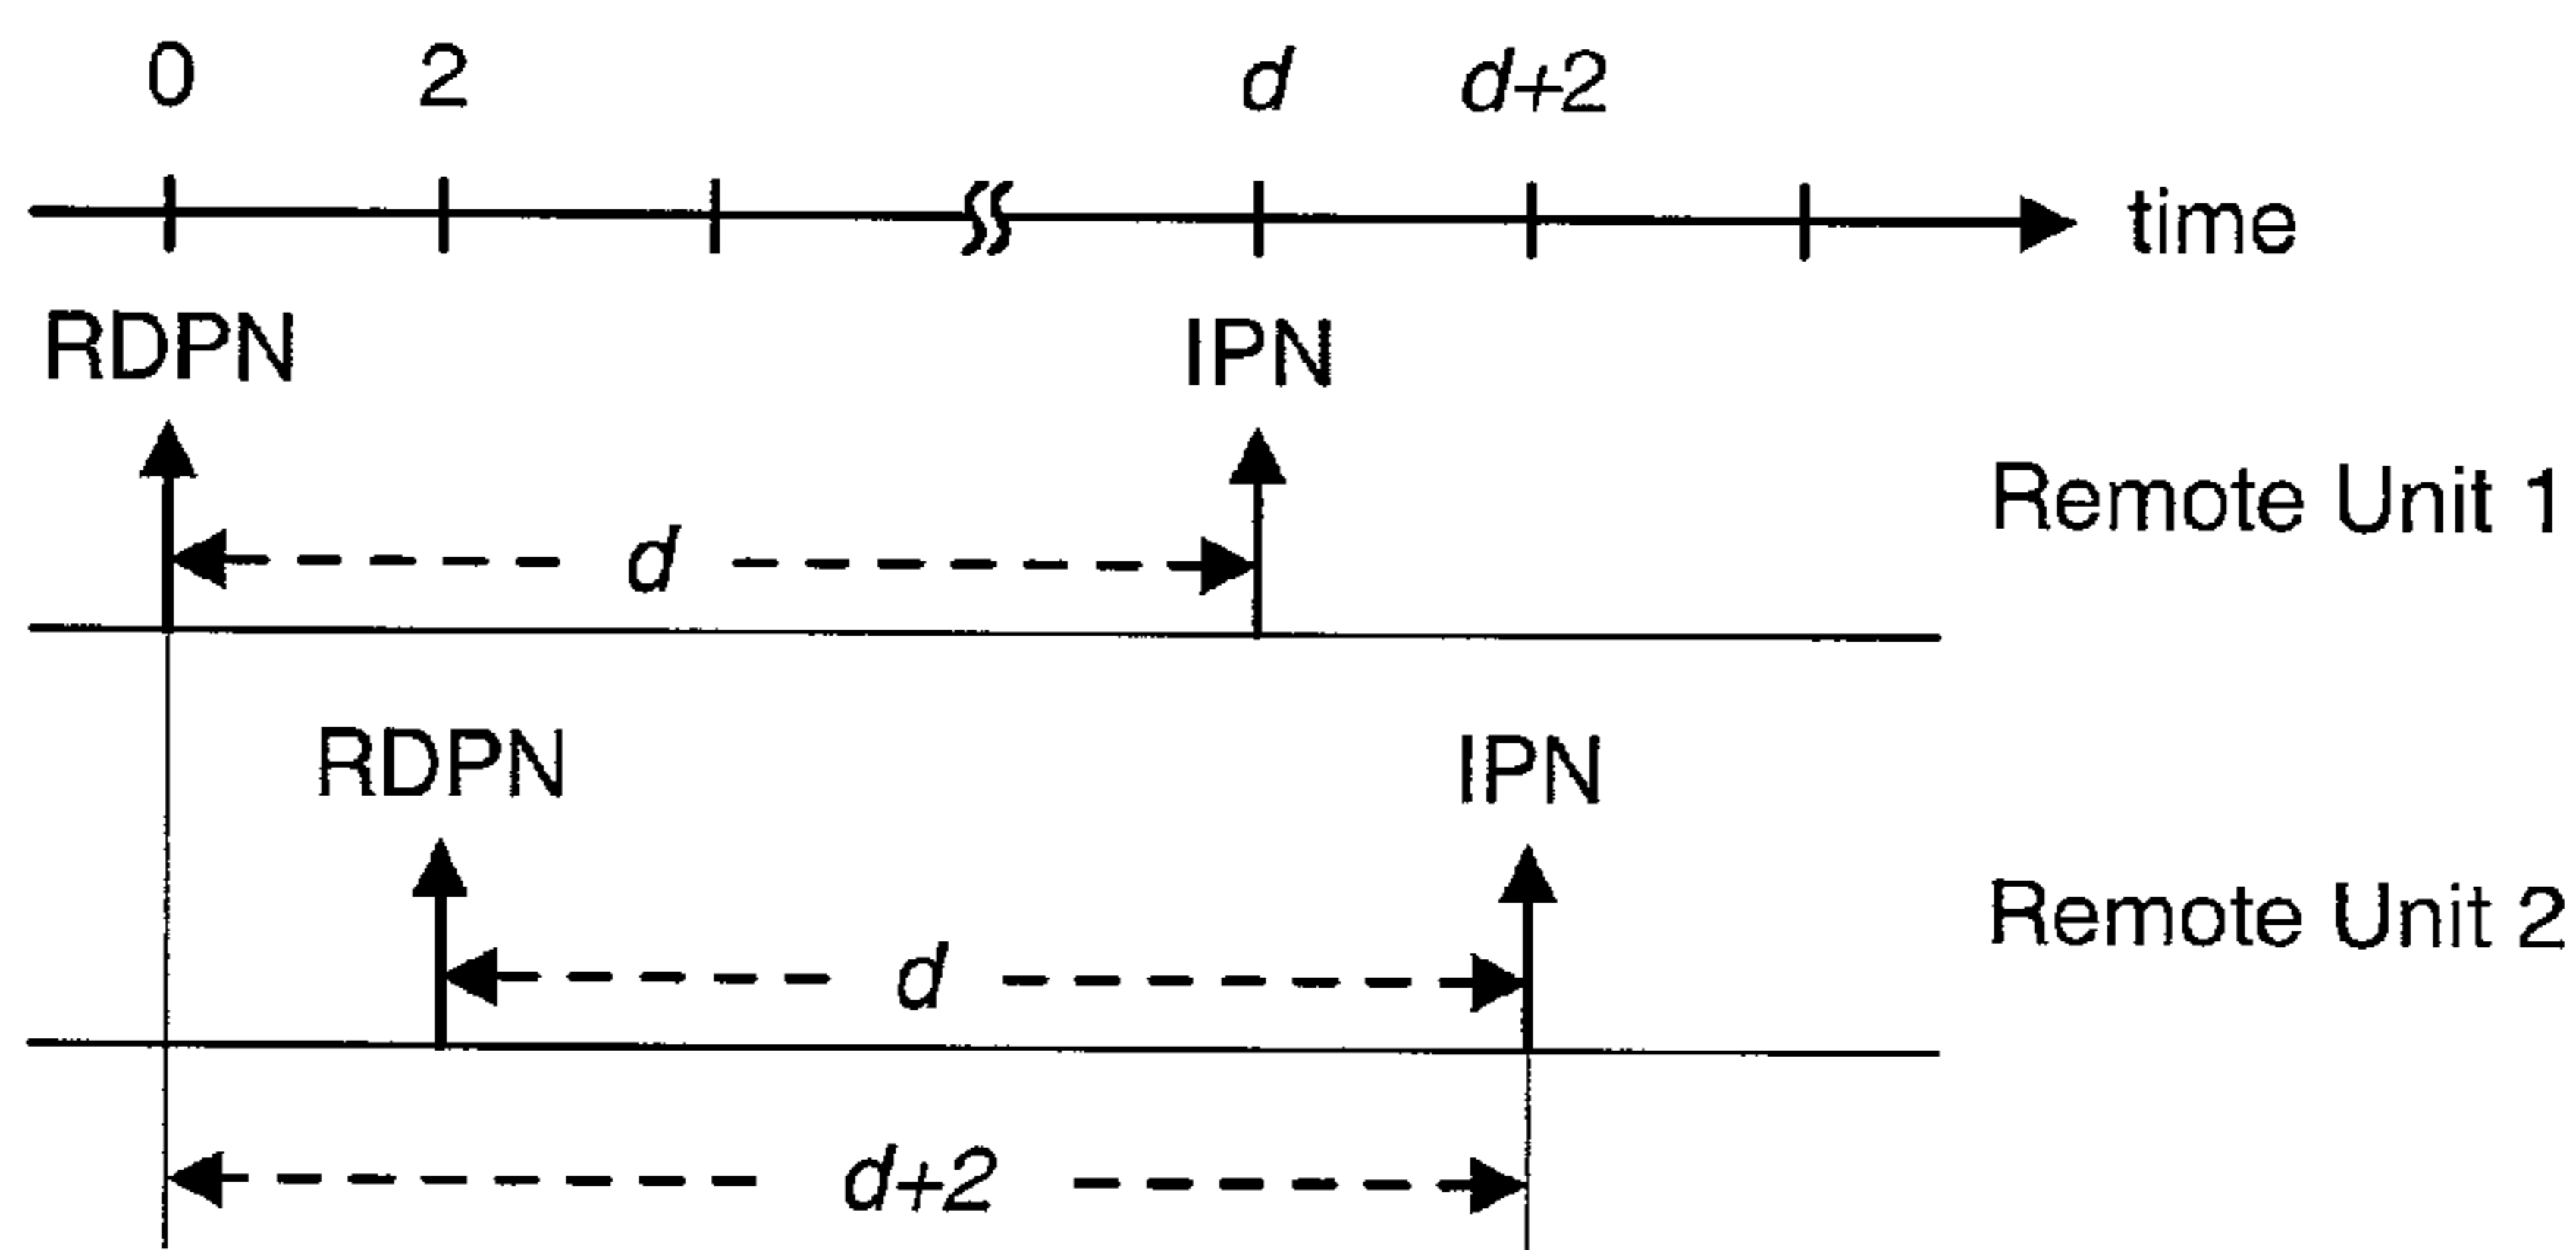 0 2 d d+2
time
RDPN IPN
Remote Unit 1
d
RDPN IPN
Remote Unit 2
d
d+2